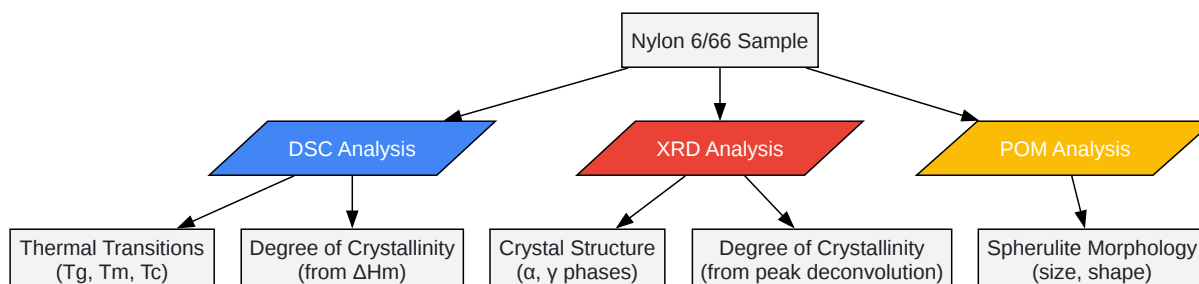 Nylon 6/66 Sample
DSC Analysis
XRD Analysis
POM Analysis
Thermal Transitions
(Tg, Tm, Tc)
Degree of Crystallinity
(from ΔHm)
Crystal Structure
(α, γ phases)
Degree of Crystallinity
(from peak deconvolution)
Spherulite Morphology
(size, shape)